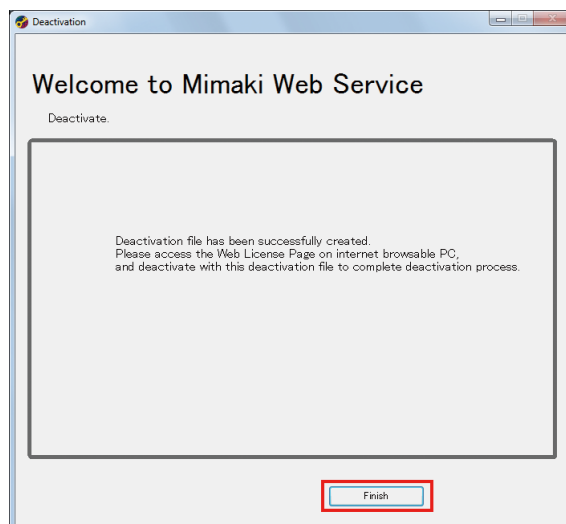 Deactivation
Welcome to Mimaki Web Service
Deactivate.
Deactivation file has been successfully created.
Please access the Web License Page on internet browsable PC,
and deactivate with this deactivation file to complete deactivation process.
Finish